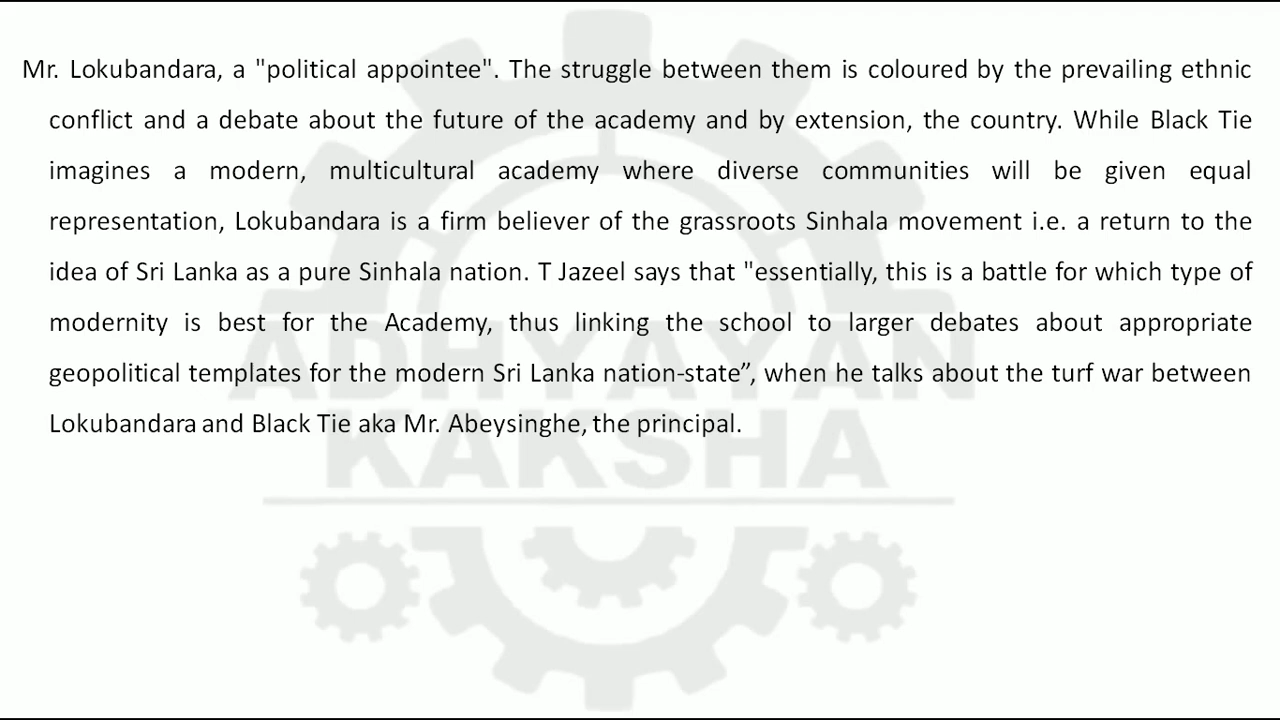 Mr. Lokubandara, a "political appointee". The struggle between them is coloured by the prevailing ethnic
conflict and a debate about the future of the academy and by extension, the country. While Black Tie
imagines a modern, multicultural academy where diverse communities will be given equal
representation, Lokubandara is a firm believer of the grassroots Sinhala movement i.e. a return to the
idea of Sri Lanka as a pure Sinhala nation. T Jazeel says that "essentially, this is a battle for which type of
modernity is best for the Academy, thus linking the school to larger debates about appropriate
geopolitical templates for the modern Sri Lanka nation-state”, when he talks about the turf war between
Lokubandara and Black Tie aka Mr. Abeysinghe, the principal.
ADHYAYAN
KAKSHA